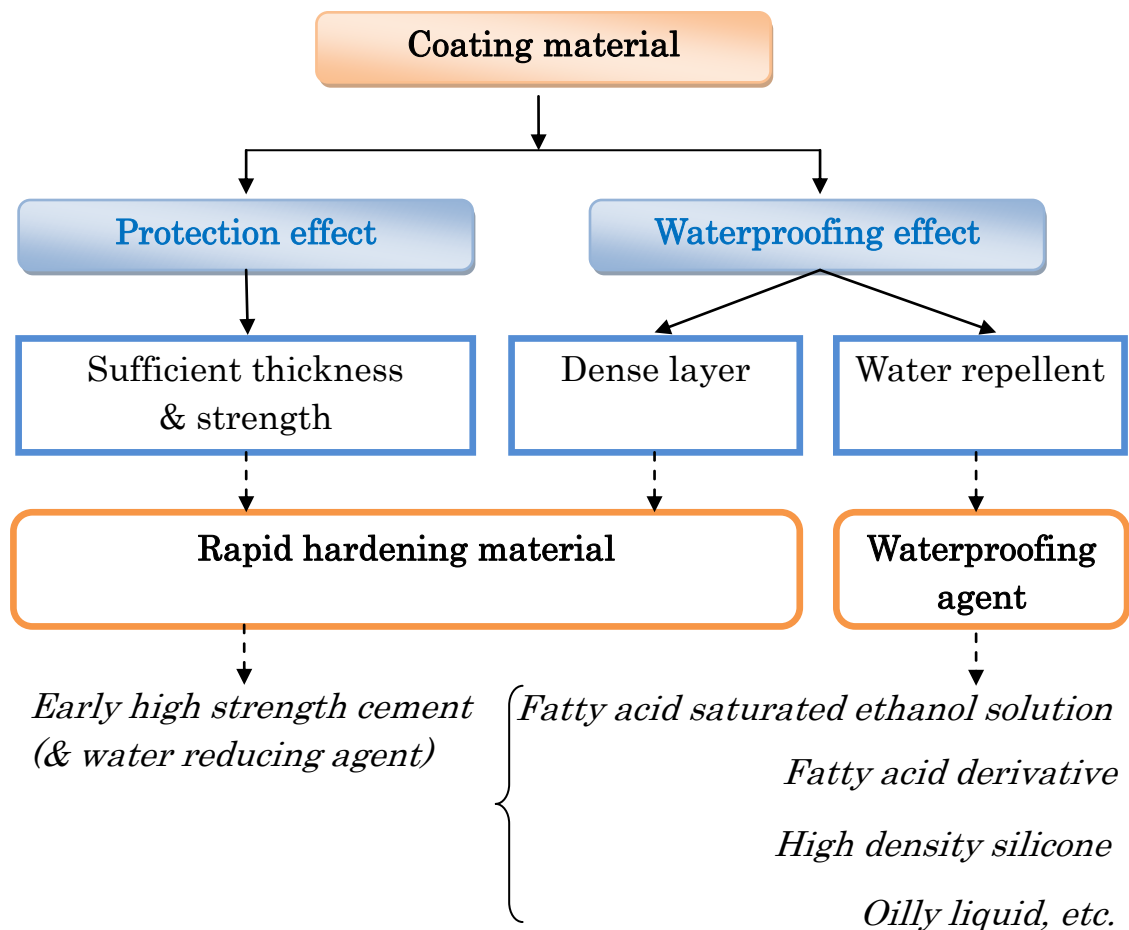 Coating material
Protection effect
Waterproofing effect
Sufficient thickness
& strength
Dense layer
Water repellent
Rapid hardening material
Waterproofing
agent
Early high strength cement
(& water reducing agent)
Fatty acid saturated ethanol solution
Fatty acid derivative
High density silicone
Oilly liquid, etc.